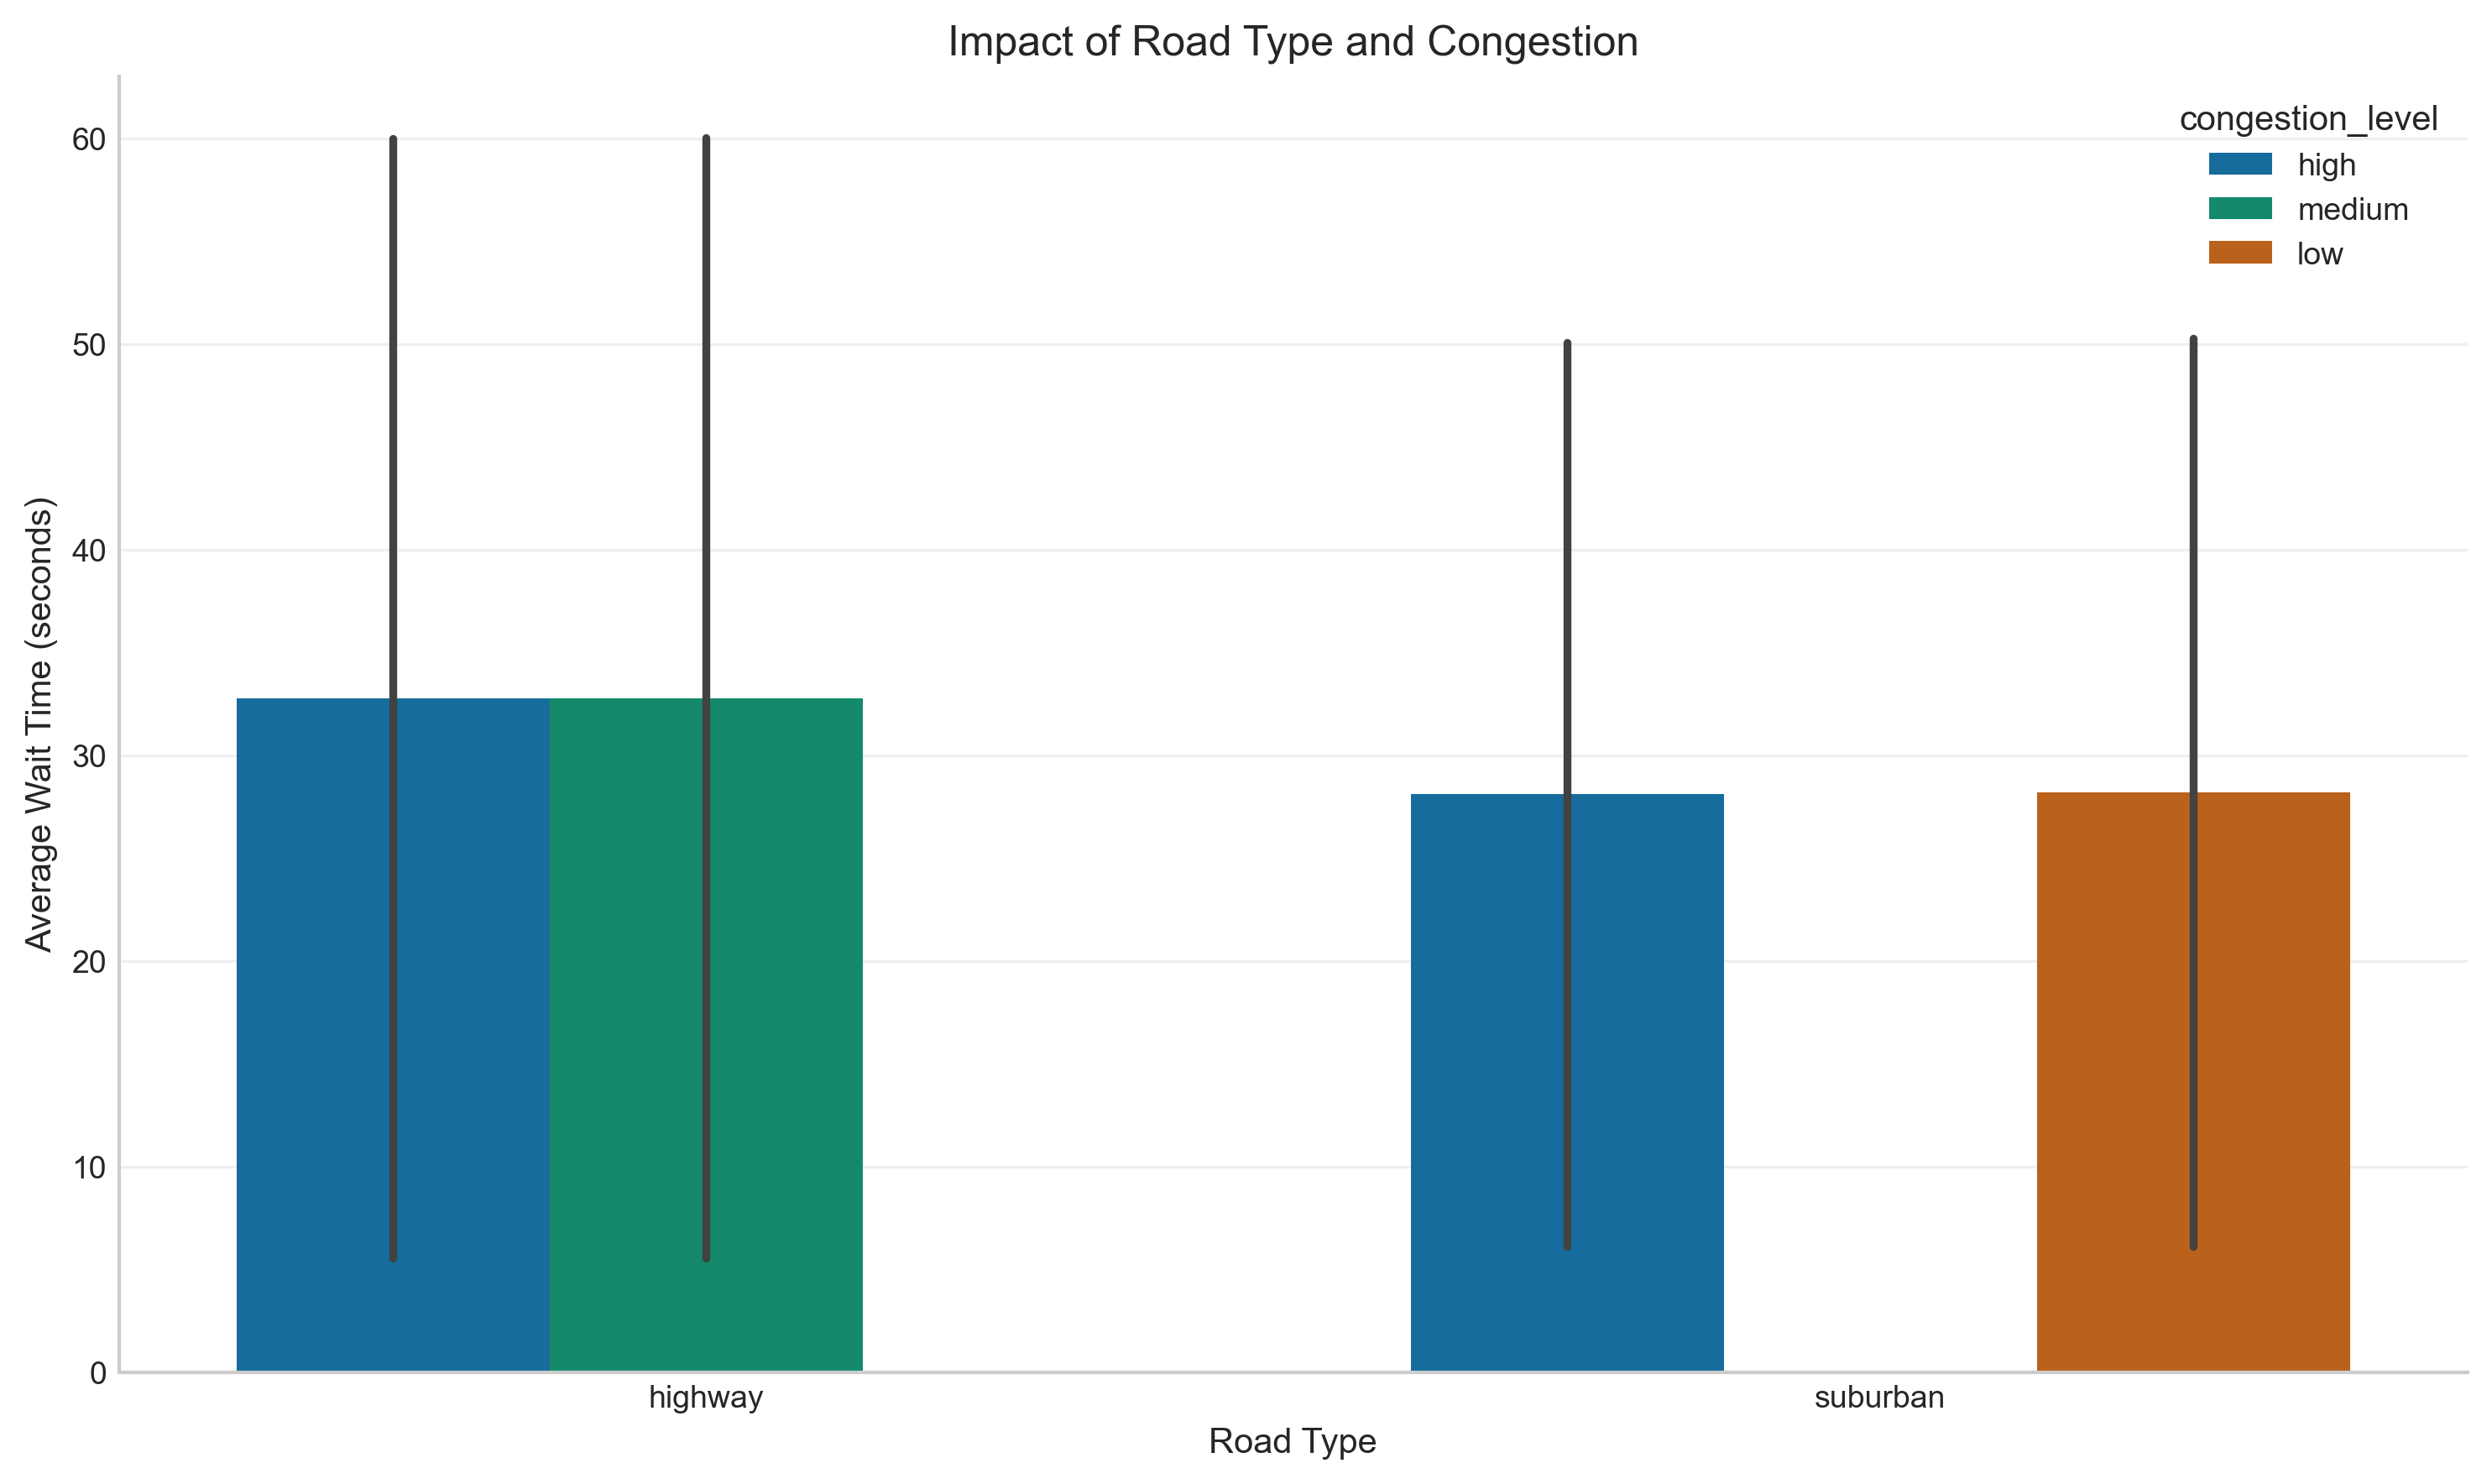 Impact of Road Type and Congestion
congestion_level
high
medium
low
Average Wait Time (seconds)
60
50
40
30
20
10
0
highway
suburban
Road Type